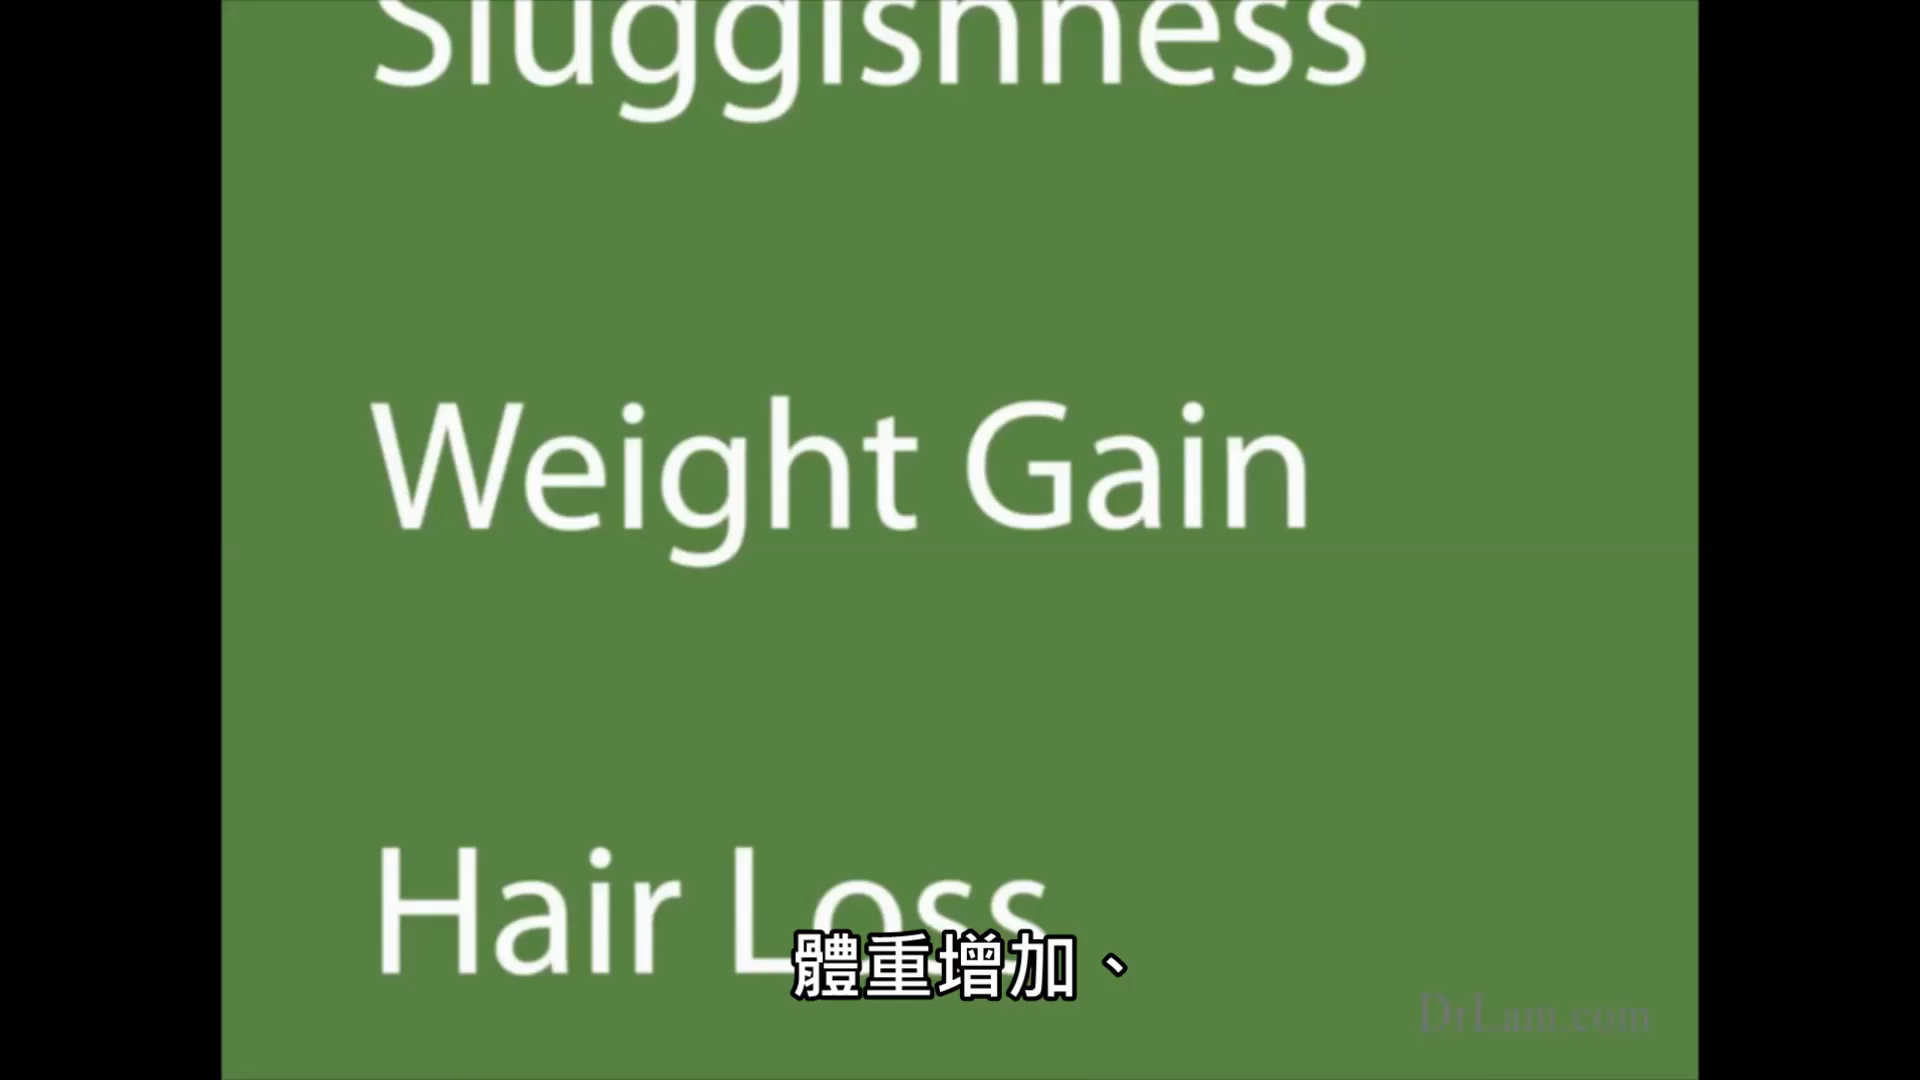 Sluggishness
Weight Gain
Hair Loss
體重增加、
DrLam.com